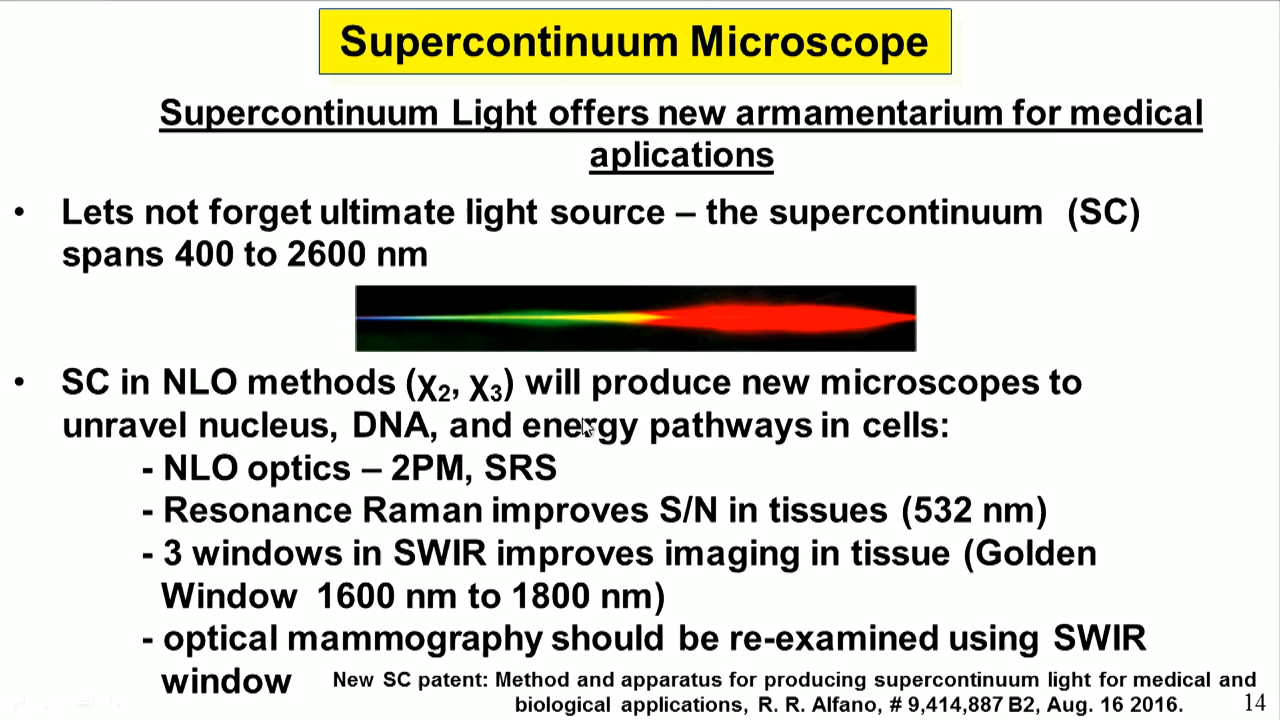 Supercontinuum Microscope
Supercontinuum Light offers new armamentarium for medical
aplications
• Lets not forget ultimate light source – the supercontinuum (SC)
spans 400 to 2600 nm
• SC in NLO methods (χ₂, χ₃) will produce new microscopes to
unravel nucleus, DNA, and energy pathways in cells:
- NLO optics – 2PM, SRS
- Resonance Raman improves S/N in tissues (532 nm)
- 3 windows in SWIR improves imaging in tissue (Golden
Window 1600 nm to 1800 nm)
- optical mammography should be re-examined using SWIR
window
New SC patent: Method and apparatus for producing supercontinuum light for medical and
biological applications, R. R. Alfano, # 9,414,887 B2, Aug. 16 2016.
14